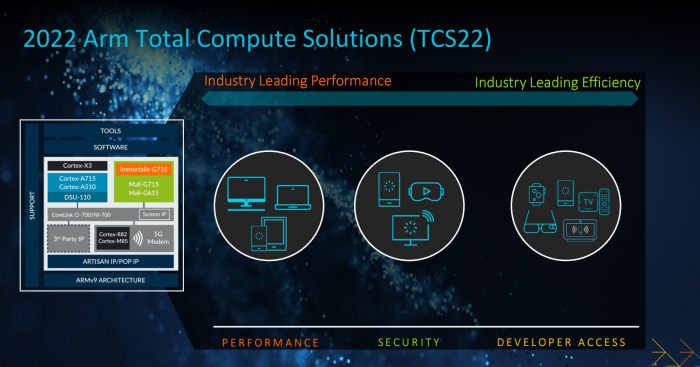 2022 Arm Total Compute Solutions (TCS22)
Industry Leading Performance
Industry Leading Efficiency
TOOLS
SOFTWARE
SUPPORT
Cortex-X3
Immortalis-G715
Cortex-A715
Cortex-A510
DSU-110
Mali-G715
Mali-G615
CoreLink CI-700/NI-700
System IP
3rd Party IP
Cortex-R82
Cortex-M85
5G
Modem
ARTISAN IP/POP IP
ARMv9 ARCHITECTURE
TV
PERFORMANCE
SECURITY
DEVELOPER ACCESS